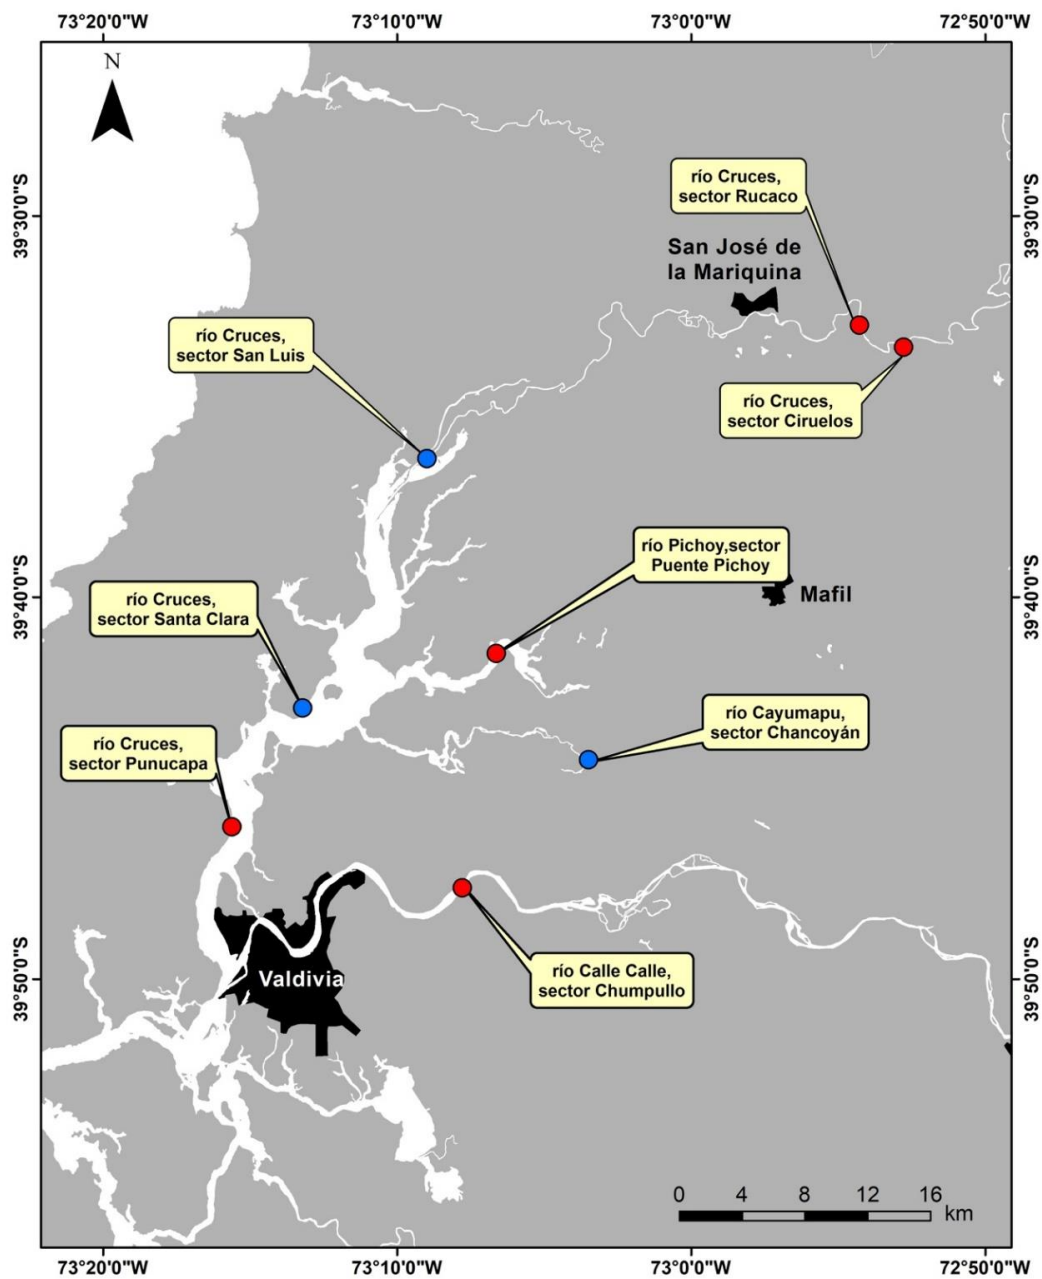 73°20'0"W
73°10'0"W
73°0'0"W
72°50'0"W
N
39°30'0"S
39°30'0"S
río Cruces,
sector Rucaco
San José de
la Mariquina
río Cruces,
sector San Luis
río Cruces,
sector Ciruelos
río Pichoy,sector
Puente Pichoy
39°40'0"S
39°40'0"S
Mafil
río Cruces,
sector Santa Clara
río Cayumapu,
sector Chancoyán
río Cruces,
sector Punucapa
río Calle Calle,
sector Chumpullo
Valdivia
39°50'0"S
39°50'0"S
0 4 8 12 16
km
73°20'0"W
73°10'0"W
73°0'0"W
72°50'0"W